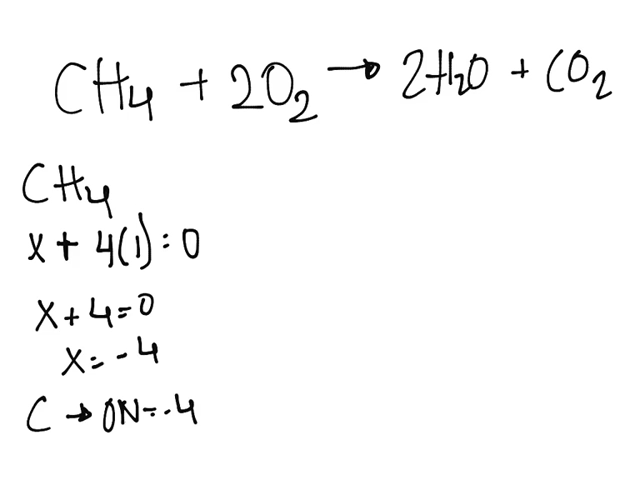 CH₄ + 2O₂ → 2H₂O + CO₂
CH₄
x + 4(1) = 0
x + 4 = 0
x = -4
C → ON = -4